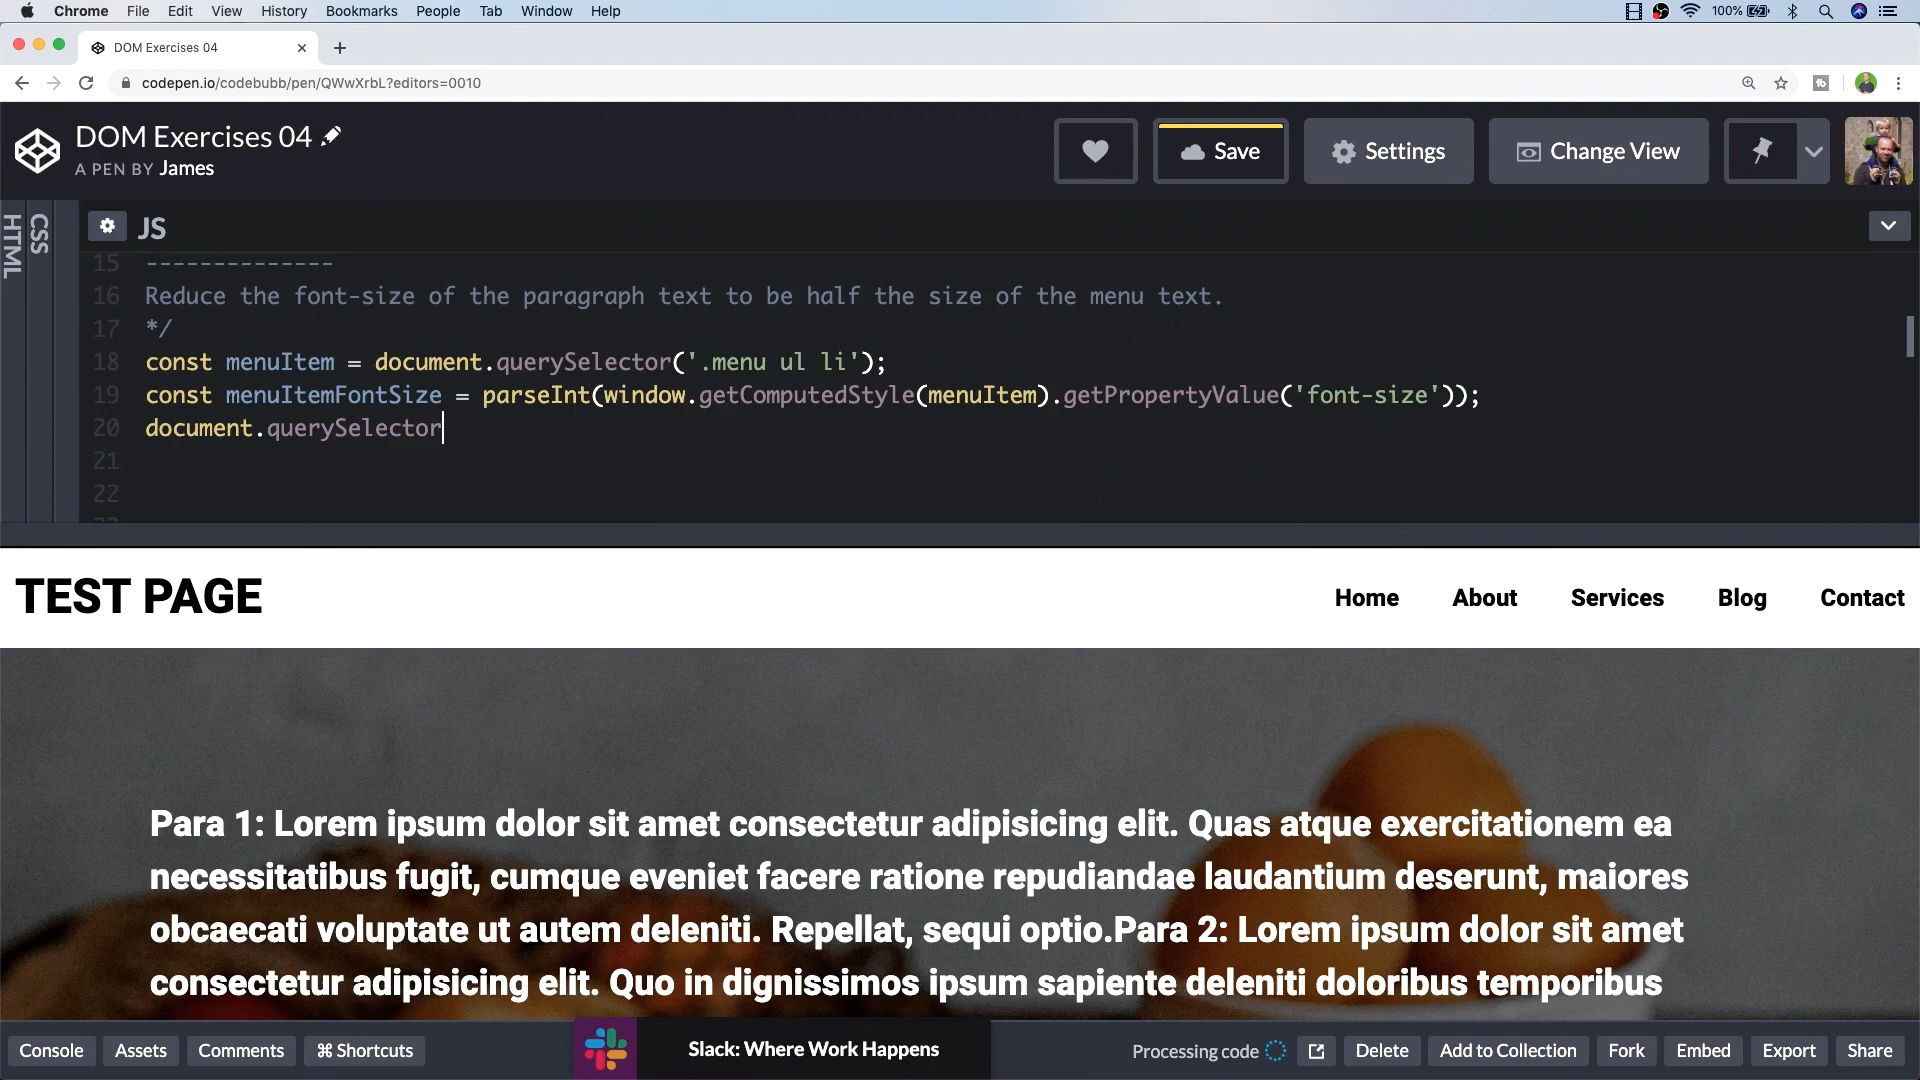 Chrome File Edit View History Bookmarks People Tab Window Help 100%
DOM Exercises 04
codepen.io/codebubb/pen/QWwXrbL?editors=0010
DOM Exercises 04
A PEN BY James
Save Settings Change View
HTML
CSS
JS
15 --------------
16 Reduce the font-size of the paragraph text to be half the size of the menu text.
17 */
18 const menuItem = document.querySelector('.menu ul li');
19 const menuItemFontSize = parseInt(window.getComputedStyle(menuItem).getPropertyValue('font-size'));
20 document.querySelector
21
22
TEST PAGE Home About Services Blog Contact
Para 1: Lorem ipsum dolor sit amet consectetur adipisicing elit. Quas atque exercitationem ea
necessitatibus fugit, cumque eveniet facere ratione repudiandae laudantium deserunt, maiores
obcaecati voluptate ut autem deleniti. Repellat, sequi optio.Para 2: Lorem ipsum dolor sit amet
consectetur adipisicing elit. Quo in dignissimos ipsum sapiente deleniti doloribus temporibus
Console Assets Comments ⌘ Shortcuts Slack: Where Work Happens Processing code Delete Add to Collection Fork Embed Export Share